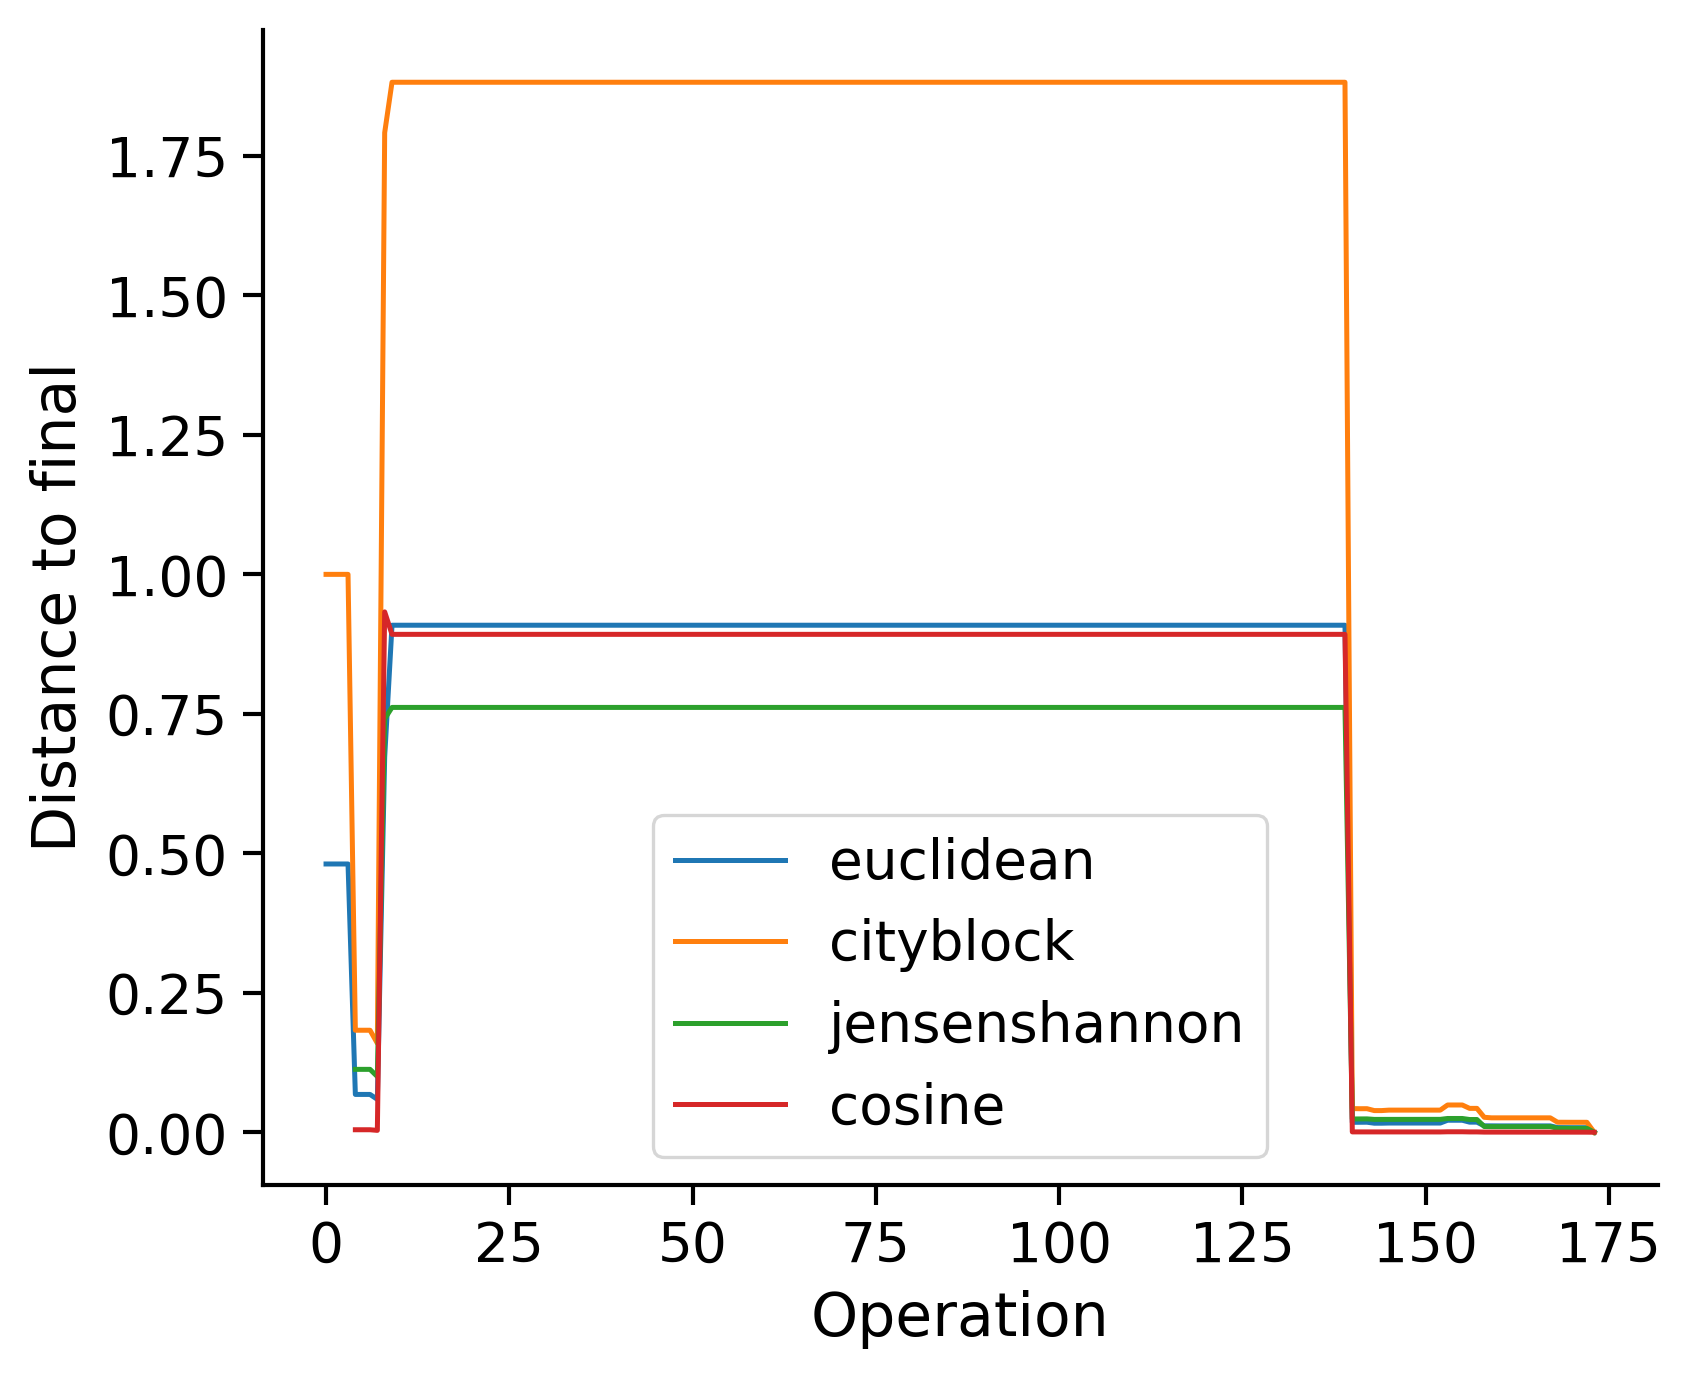 Distance to final
1.75
1.50
1.25
1.00
0.75
0.50
0.25
0.00
euclidean
cityblock
jensenshannon
cosine
0 25 50 75 100 125 150 175
Operation